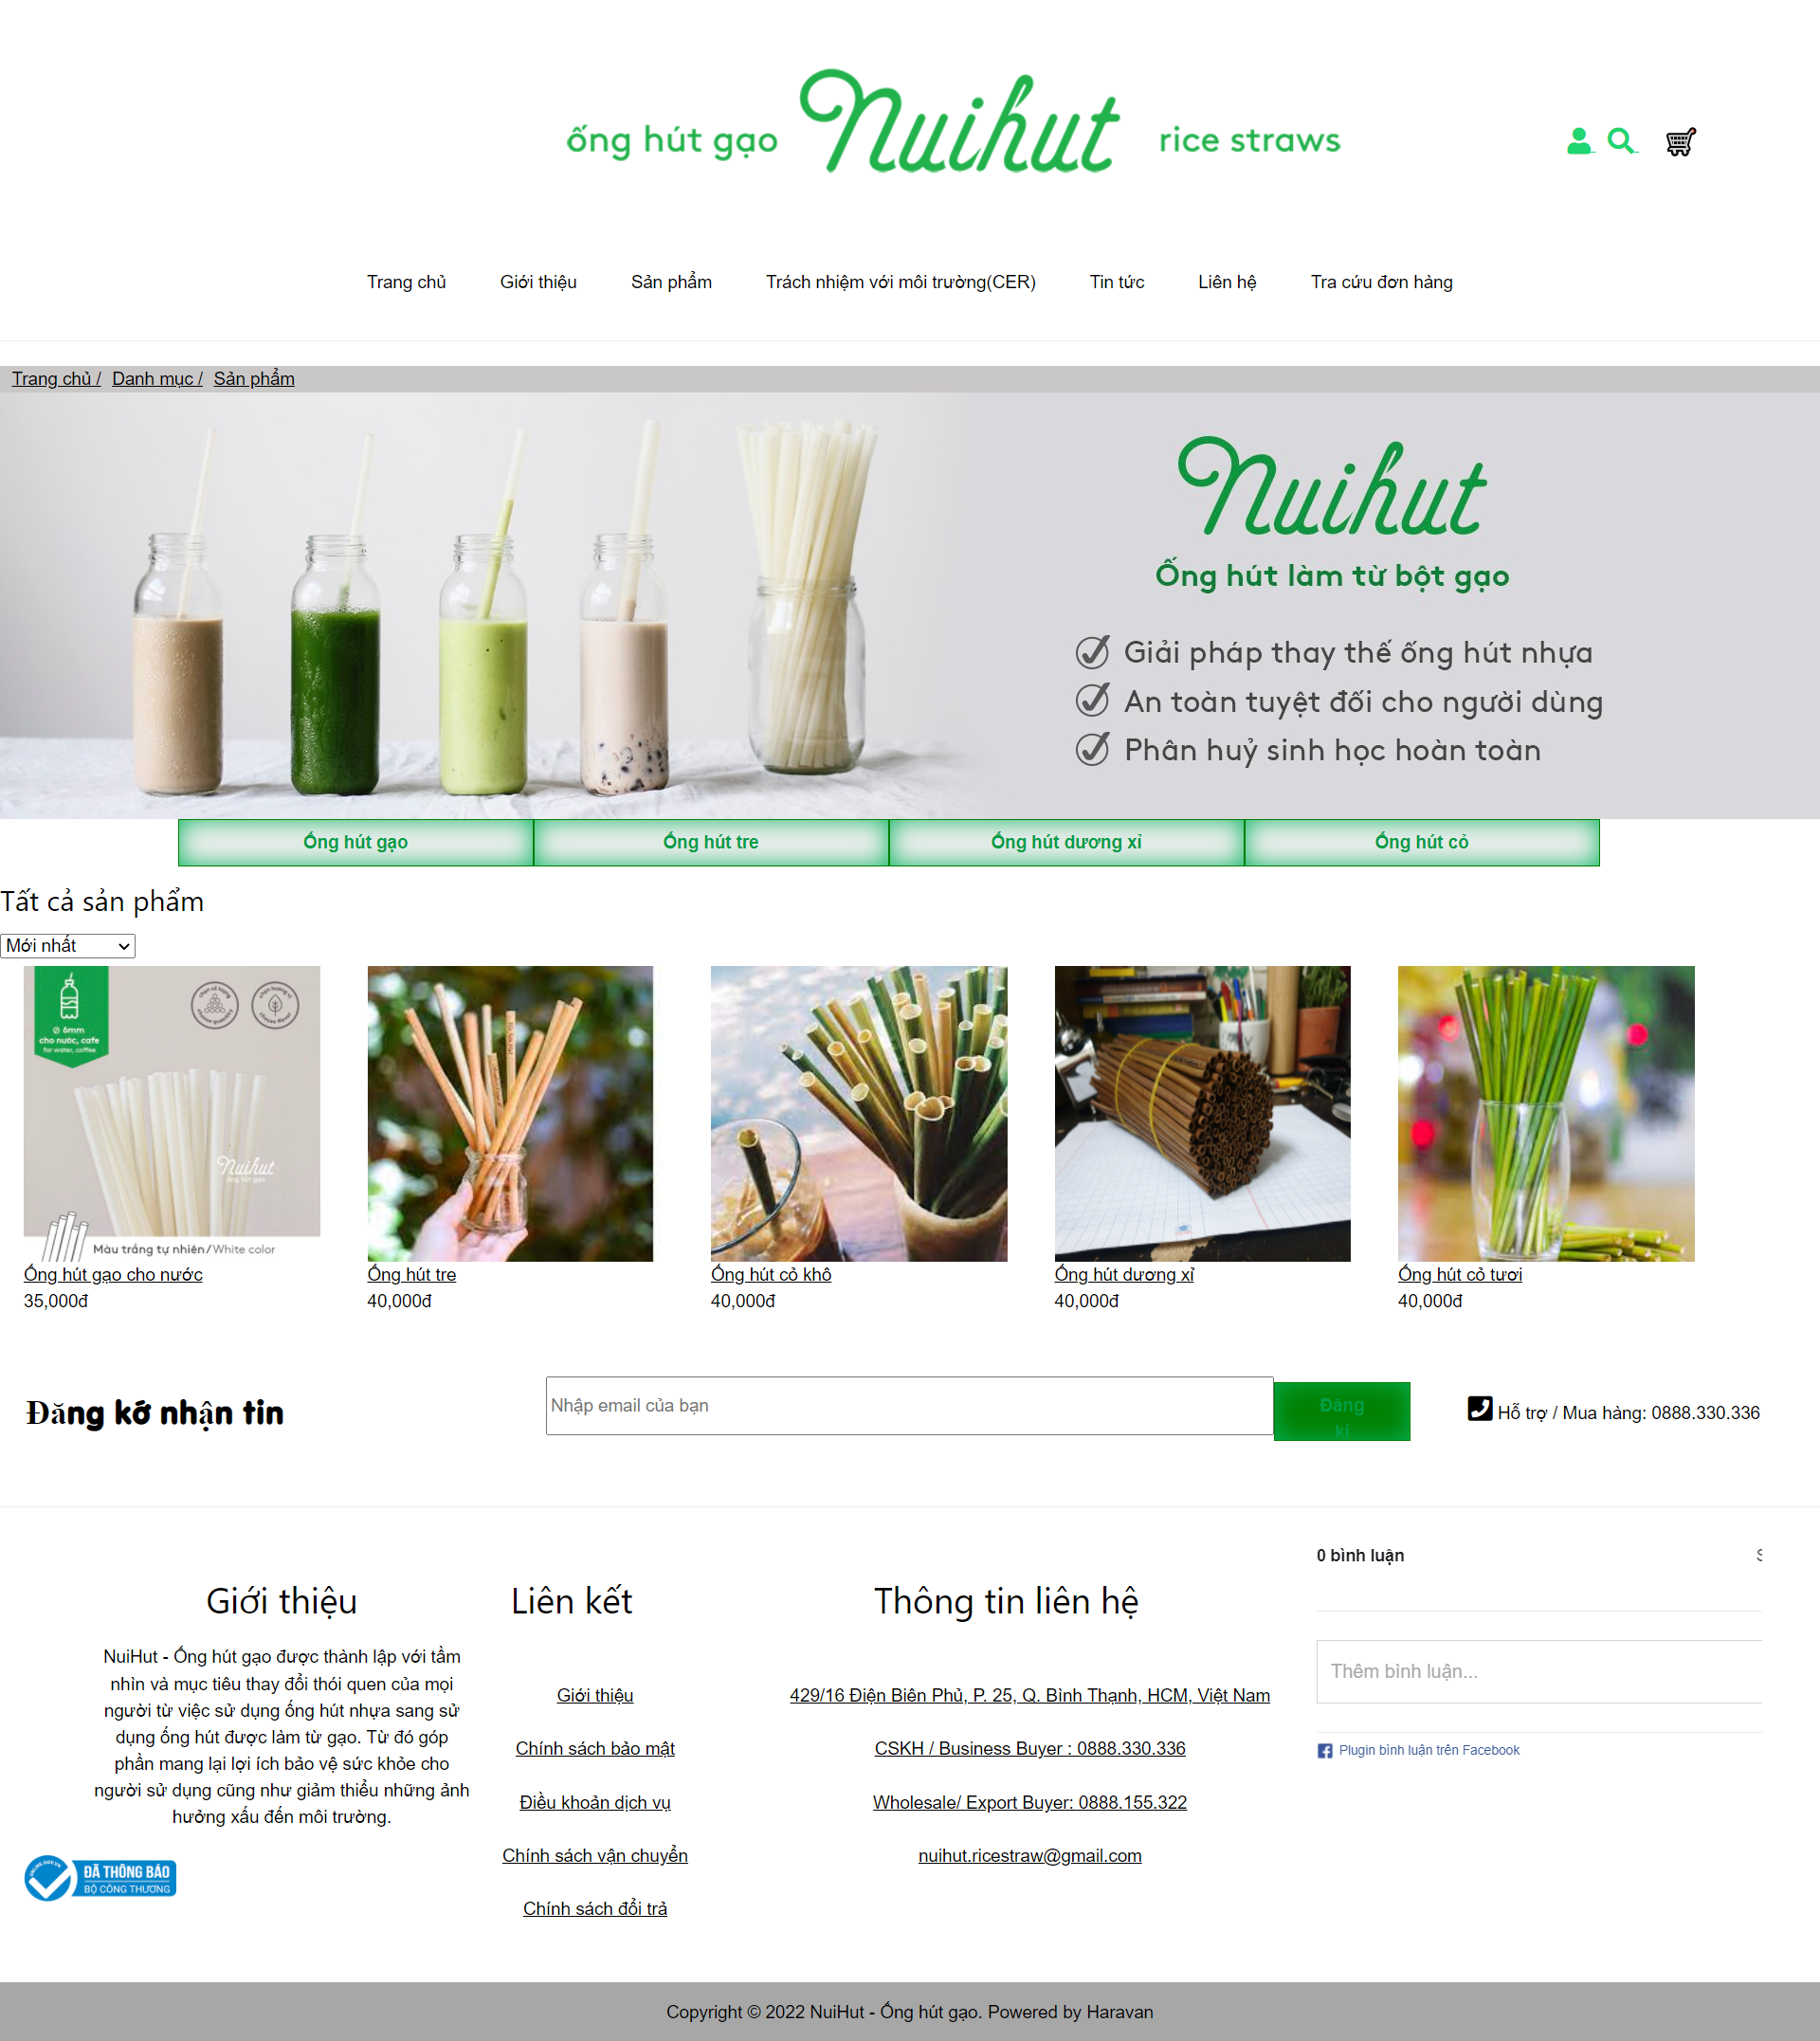 ống hút gạo Nuihut rice straws
Trang chủ Giới thiệu Sản phẩm Trách nhiệm với môi trường(CER) Tin tức Liên hệ Tra cứu đơn hàng
Trang chủ / Danh mục / Sản phẩm
Nuihut
Ống hút làm từ bột gạo
Giải pháp thay thế ống hút nhựa
An toàn tuyệt đối cho người dùng
Phân huỷ sinh học hoàn toàn
Ống hút gạo Ống hút tre Ống hút dương xỉ Ống hút cỏ
Tất cả sản phẩm
Mới nhất
Ø 6mm
cho nước, cafe
for water, coffee
Nuihut
Màu trắng tự nhiên/White color
Ống hút gạo cho nước
35,000đ
Ống hút tre
40,000đ
Ống hút cỏ khô
40,000đ
Ống hút dương xỉ
40,000đ
Ống hút cỏ tươi
40,000đ
Đăng kớ nhận tin
Nhập email của bạn
Đăng
kí
Hỗ trợ / Mua hàng: 0888.330.336
Giới thiệu
NuiHut - Ống hút gạo được thành lập với tầm
nhìn và mục tiêu thay đổi thói quen của mọi
người từ việc sử dụng ống hút nhựa sang sử
dụng ống hút được làm từ gạo. Từ đó góp
phần mang lại lợi ích bảo vệ sức khỏe cho
người sử dụng cũng như giảm thiểu những ảnh
hưởng xấu đến môi trường.
ONLINE.GOV.VN
ĐÃ THÔNG BÁO
BỘ CÔNG THƯƠNG
Liên kết
Giới thiệu
Chính sách bảo mật
Điều khoản dịch vụ
Chính sách vận chuyển
Chính sách đổi trả
Thông tin liên hệ
429/16 Điện Biên Phủ, P. 25, Q. Bình Thạnh, HCM, Việt Nam
CSKH / Business Buyer : 0888.330.336
Wholesale/ Export Buyer: 0888.155.322
nuihut.ricestraw@gmail.com
0 bình luận
Thêm bình luận...
Plugin bình luận trên Facebook
Copyright © 2022 NuiHut - Ống hút gạo. Powered by Haravan